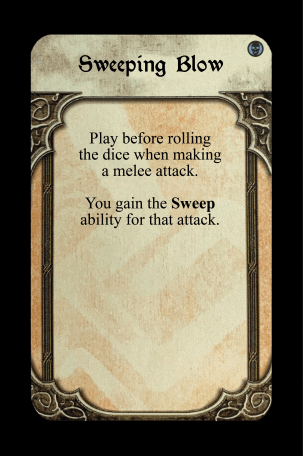 Sweeping Blow
Play before rolling
the dice when making
a melee attack.
You gain the Sweep
ability for that attack.